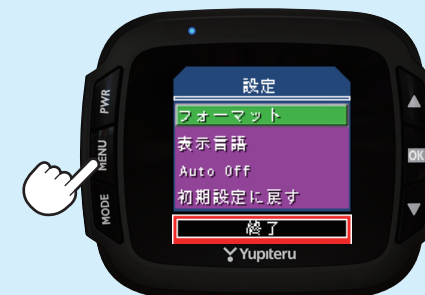 設定
フォーマット
表示言語
Auto Off
初期設定に戻す
終了
Yupiteru
PWR
MENU
MODE
▲
OK
▼